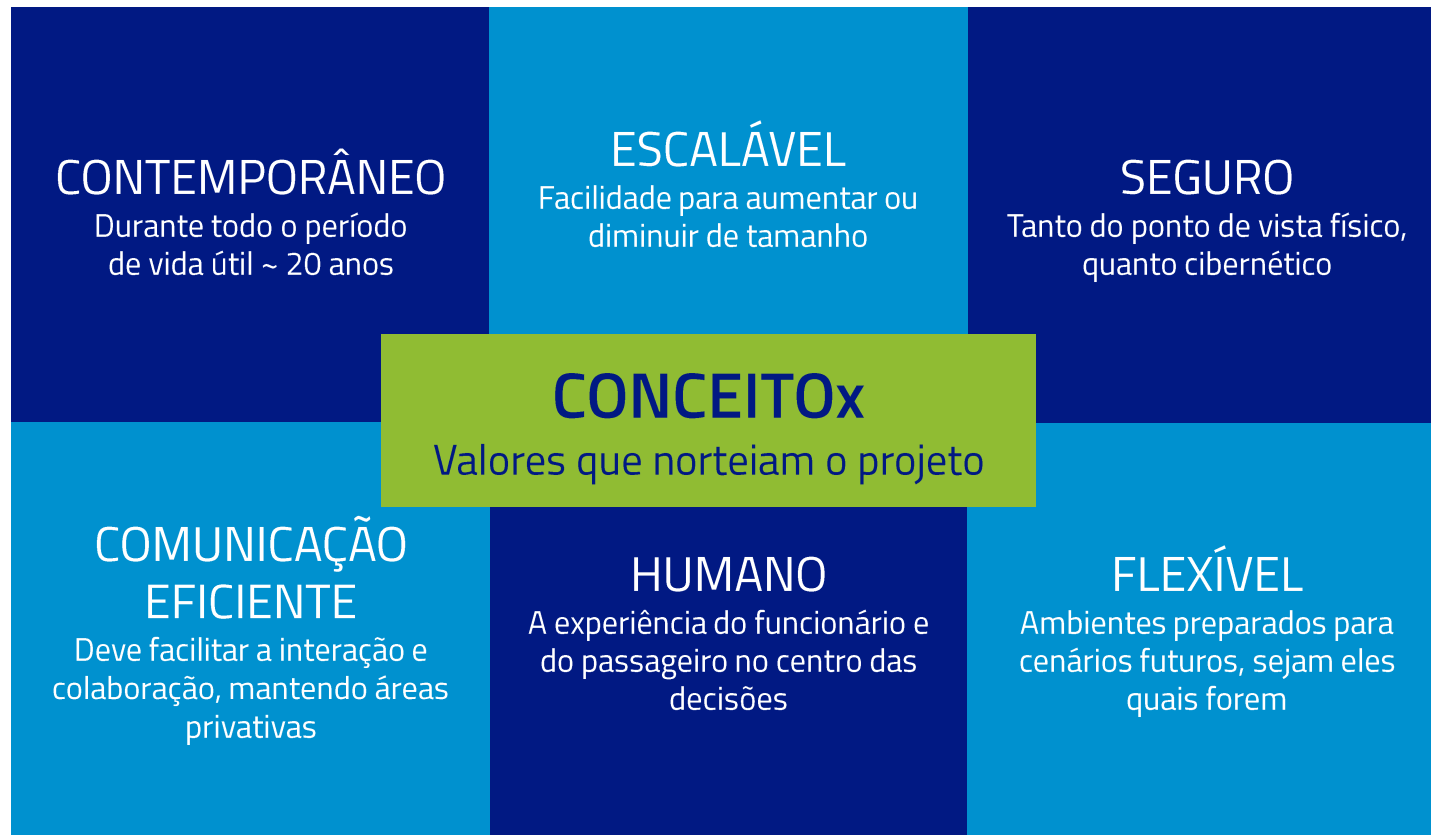 CONTEMPORÂNEO
Durante todo o período
de vida útil ~ 20 anos
ESCALÁVEL
Facilidade para aumentar ou
diminuir de tamanho
SEGURO
Tanto do ponto de vista físico,
quanto cibernético
CONCEITOx
Valores que norteiam o projeto
COMUNICAÇÃO
EFICIENTE
Deve facilitar a interação e
colaboração, mantendo áreas
privativas
HUMANO
A experiência do funcionário e
do passageiro no centro das
decisões
FLEXÍVEL
Ambientes preparados para
cenários futuros, sejam eles
quais forem